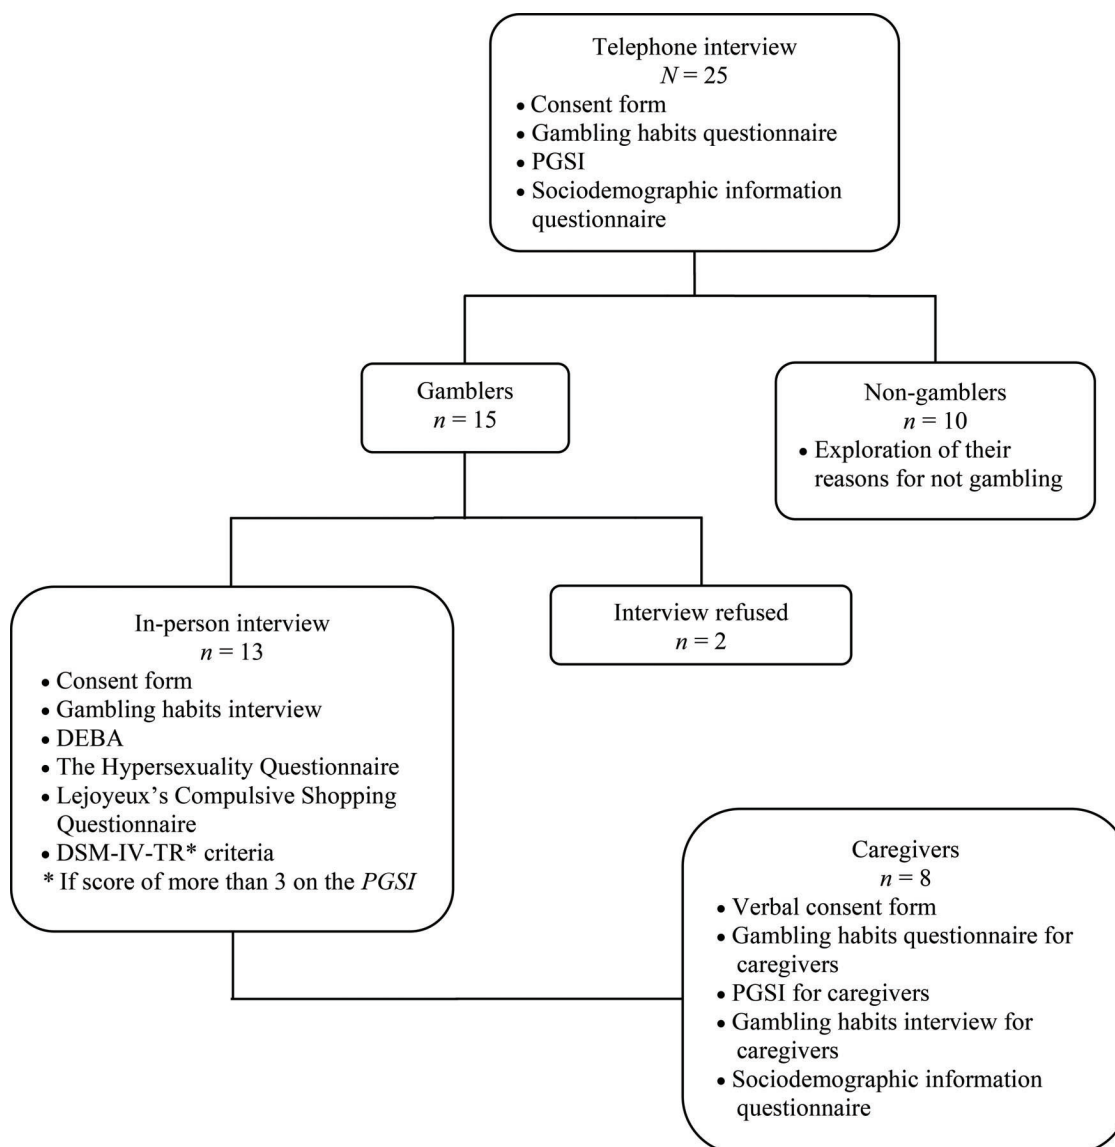 Telephone interview
N = 25
• Consent form
• Gambling habits questionnaire
• PGSI
• Sociodemographic information
questionnaire
Gamblers
n = 15
Non-gamblers
n = 10
• Exploration of their
reasons for not gambling
In-person interview
n = 13
• Consent form
• Gambling habits interview
• DEBA
• The Hypersexuality Questionnaire
• Lejoyeux’s Compulsive Shopping
Questionnaire
• DSM-IV-TR* criteria
* If score of more than 3 on the PGSI
Interview refused
n = 2
Caregivers
n = 8
• Verbal consent form
• Gambling habits questionnaire for
caregivers
• PGSI for caregivers
• Gambling habits interview for
caregivers
• Sociodemographic information
questionnaire